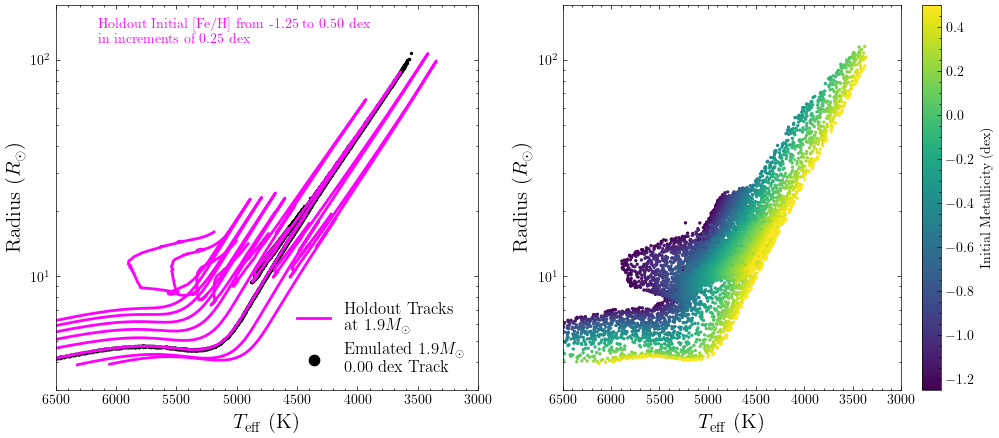 Holdout Initial [Fe/H] from -1.25 to 0.50 dex
in increments of 0.25 dex
Radius (R⊙)
10²
10¹
Holdout Tracks
at 1.9M⊙
Emulated 1.9M⊙
0.00 dex Track
6500 6000 5500 5000 4500 4000 3500 3000
T_eff (K)
Radius (R⊙)
10²
10¹
6500 6000 5500 5000 4500 4000 3500 3000
T_eff (K)
0.4
0.2
0.0
−0.2
−0.4
−0.6
−0.8
−1.0
−1.2
Initial Metallicity (dex)